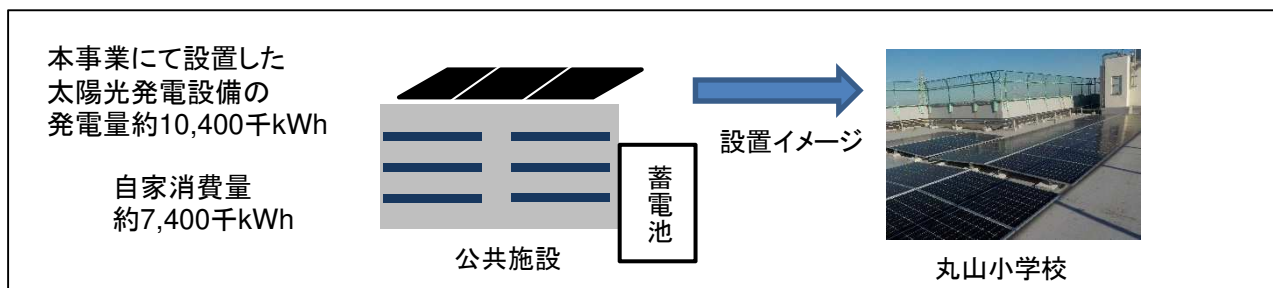 本事業にて設置した
太陽光発電設備の
発電量約10,400千kWh
自家消費量
約7,400千kWh
蓄電池
公共施設
設置イメージ
丸山小学校